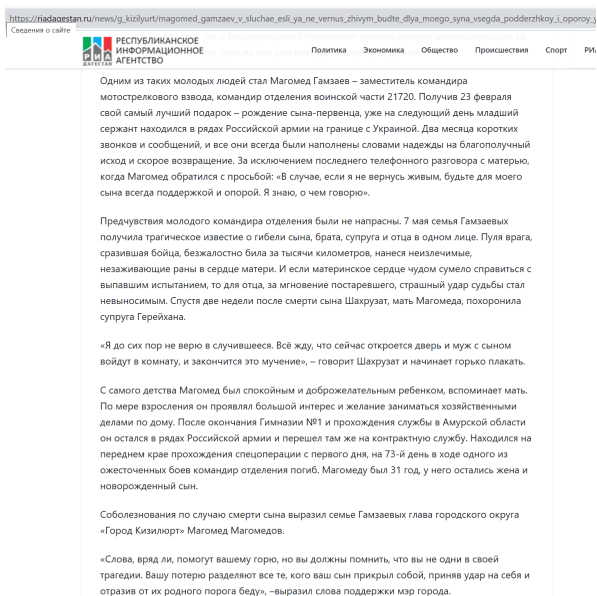 https://riadagestan.ru/news/g_kizilyurt/magomed_gamzaev_v_sluchae_esli_ya_ne_vernus_zhivym_budte_dlya_moego_syna_vsegda_podderzhkoy_i_oporoy_y
Сведения о сайте
РИА
ДАГЕСТАН
РЕСПУБЛИКАНСКОЕ
ИНФОРМАЦИОННОЕ
АГЕНТСТВО
Политика Экономика Общество Происшествия Спорт РИА
Одним из таких молодых людей стал Магомед Гамзаев – заместитель командира
мотострелкового взвода, командир отделения воинской части 21720. Получив 23 февраля
свой самый лучший подарок – рождение сына-первенца, уже на следующий день младший
сержант находился в рядах Российской армии на границе с Украиной. Два месяца коротких
звонков и сообщений, и все они всегда были наполнены словами надежды на благополучный
исход и скорое возвращение. За исключением последнего телефонного разговора с матерью,
когда Магомед обратился с просьбой: «В случае, если я не вернусь живым, будьте для моего
сына всегда поддержкой и опорой. Я знаю, о чем говорю».
Предчувствия молодого командира отделения были не напрасны. 7 мая семья Гамзаевых
получила трагическое известие о гибели сына, брата, супруга и отца в одном лице. Пуля врага,
сразившая бойца, безжалостно била за тысячи километров, нанеся неизлечимые,
незаживающие раны в сердце матери. И если материнское сердце чудом сумело справиться с
выпавшим испытанием, то для отца, за мгновение постаревшего, страшный удар судьбы стал
невыносимым. Спустя две недели после смерти сына Шахрузат, мать Магомеда, похоронила
супруга Герейхана.
«Я до сих пор не верю в случившееся. Всё жду, что сейчас откроется дверь и муж с сыном
войдут в комнату, и закончится это мучение», – говорит Шахрузат и начинает горько плакать.
С самого детства Магомед был спокойным и доброжелательным ребенком, вспоминает мать.
По мере взросления он проявлял большой интерес и желание заниматься хозяйственными
делами по дому. После окончания Гимназии №1 и прохождения службы в Амурской области
он остался в рядах Российской армии и перешел там же на контрактную службу. Находился на
переднем крае прохождения спецоперации с первого дня, на 73-й день в ходе одного из
ожесточенных боев командир отделения погиб. Магомеду был 31 год, у него остались жена и
новорожденный сын.
Соболезнования по случаю смерти сына выразил семье Гамзаевых глава городского округа
«Город Кизилюрт» Магомед Магомедов.
«Слова, вряд ли, помогут вашему горю, но вы должны помнить, что вы не одни в своей
трагедии. Вашу потерю разделяют все те, кого ваш сын прикрыл собой, приняв удар на себя и
отразив от их родного порога беду», –выразил слова поддержки мэр города.